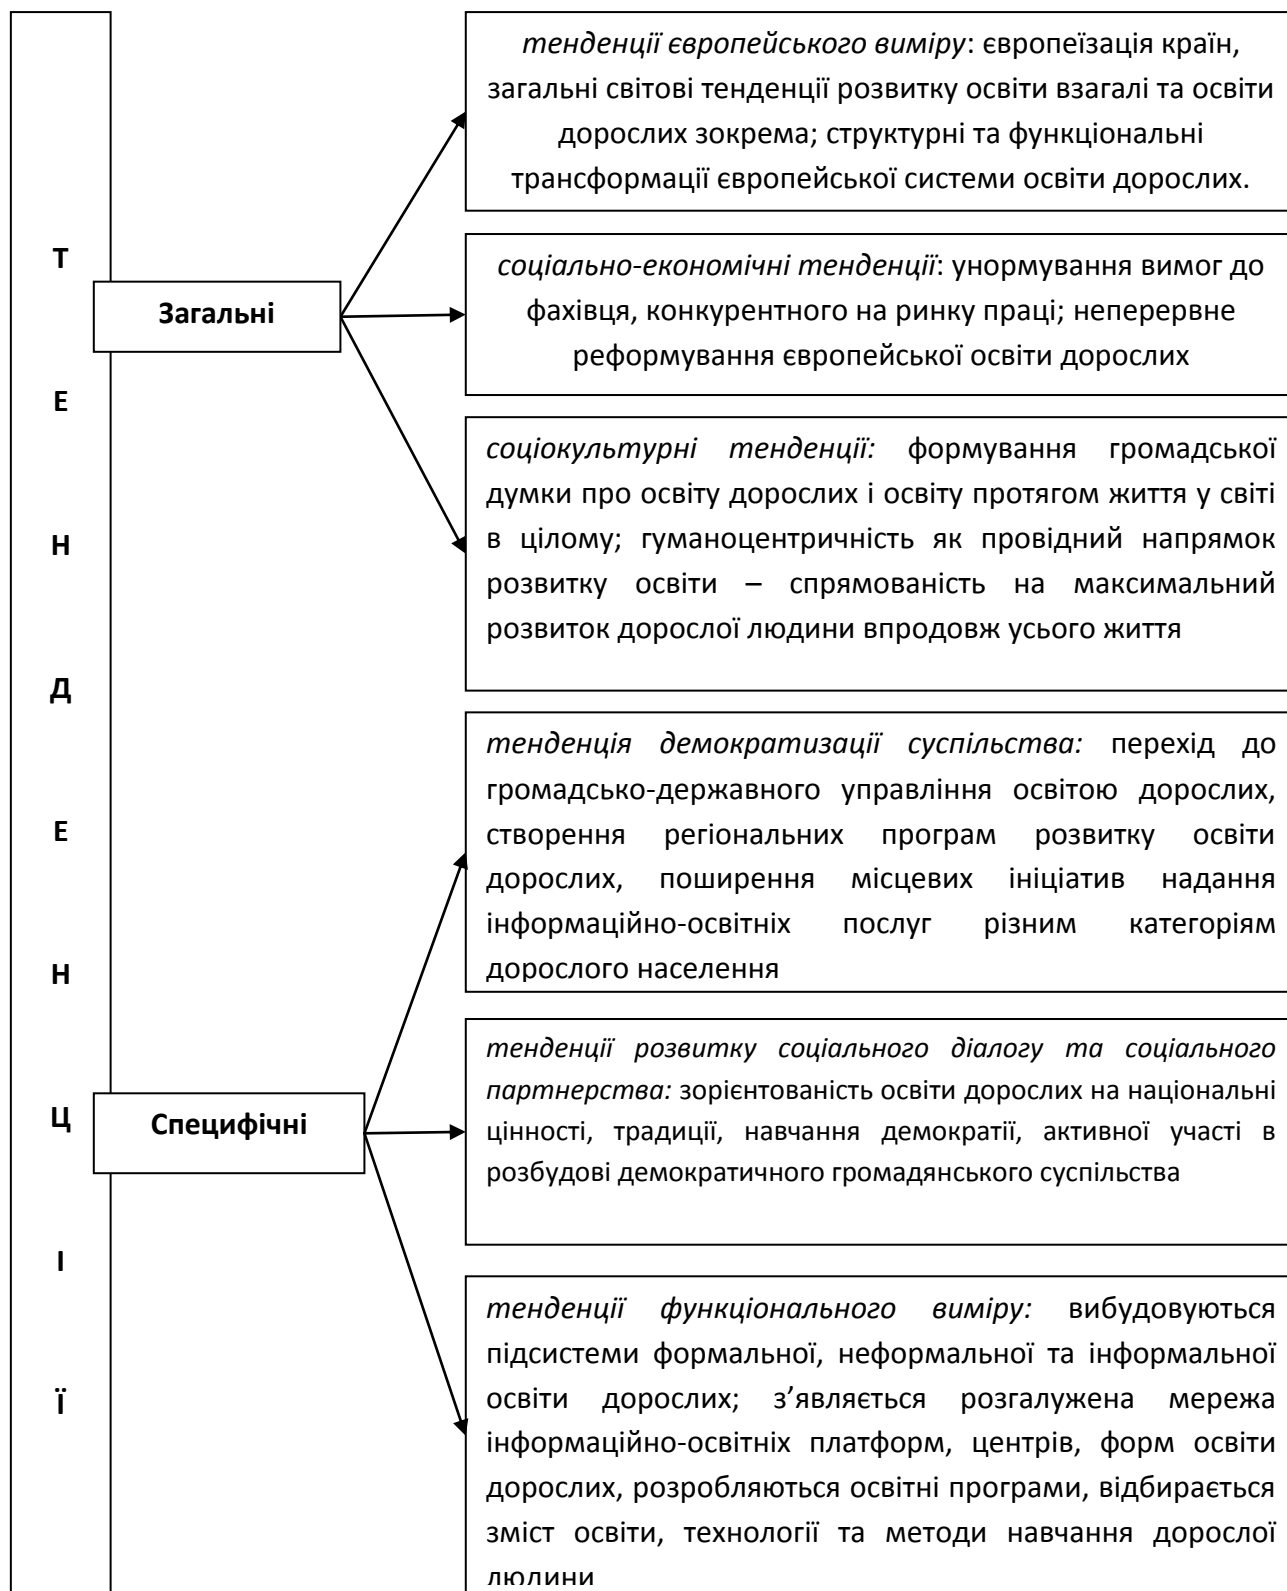 Т
Е
Н
Д
Е
Н
Ц
І
Ї
Загальні
тенденції європейського виміру: європеїзація країн,
загальні світові тенденції розвитку освіти взагалі та освіти
дорослих зокрема; структурні та функціональні
трансформації європейської системи освіти дорослих.
соціально-економічні тенденції: унормування вимог до
фахівця, конкурентного на ринку праці; неперервне
реформування європейської освіти дорослих
соціокультурні тенденції: формування громадської
думки про освіту дорослих і освіту протягом життя у світі
в цілому; гуманоцентричність як провідний напрямок
розвитку освіти – спрямованість на максимальний
розвиток дорослої людини впродовж усього життя
Специфічні
тенденція демократизації суспільства: перехід до
громадсько-державного управління освітою дорослих,
створення регіональних програм розвитку освіти
дорослих, поширення місцевих ініціатив надання
інформаційно-освітніх послуг різним категоріям
дорослого населення
тенденції розвитку соціального діалогу та соціального
партнерства: зорієнтованість освіти дорослих на національні
цінності, традиції, навчання демократії, активної участі в
розбудові демократичного громадянського суспільства
тенденції функціонального виміру: вибудовуються
підсистеми формальної, неформальної та інформальної
освіти дорослих; з’являється розгалужена мережа
інформаційно-освітніх платформ, центрів, форм освіти
дорослих, розробляються освітні програми, відбирається
зміст освіти, технології та методи навчання дорослої
людини